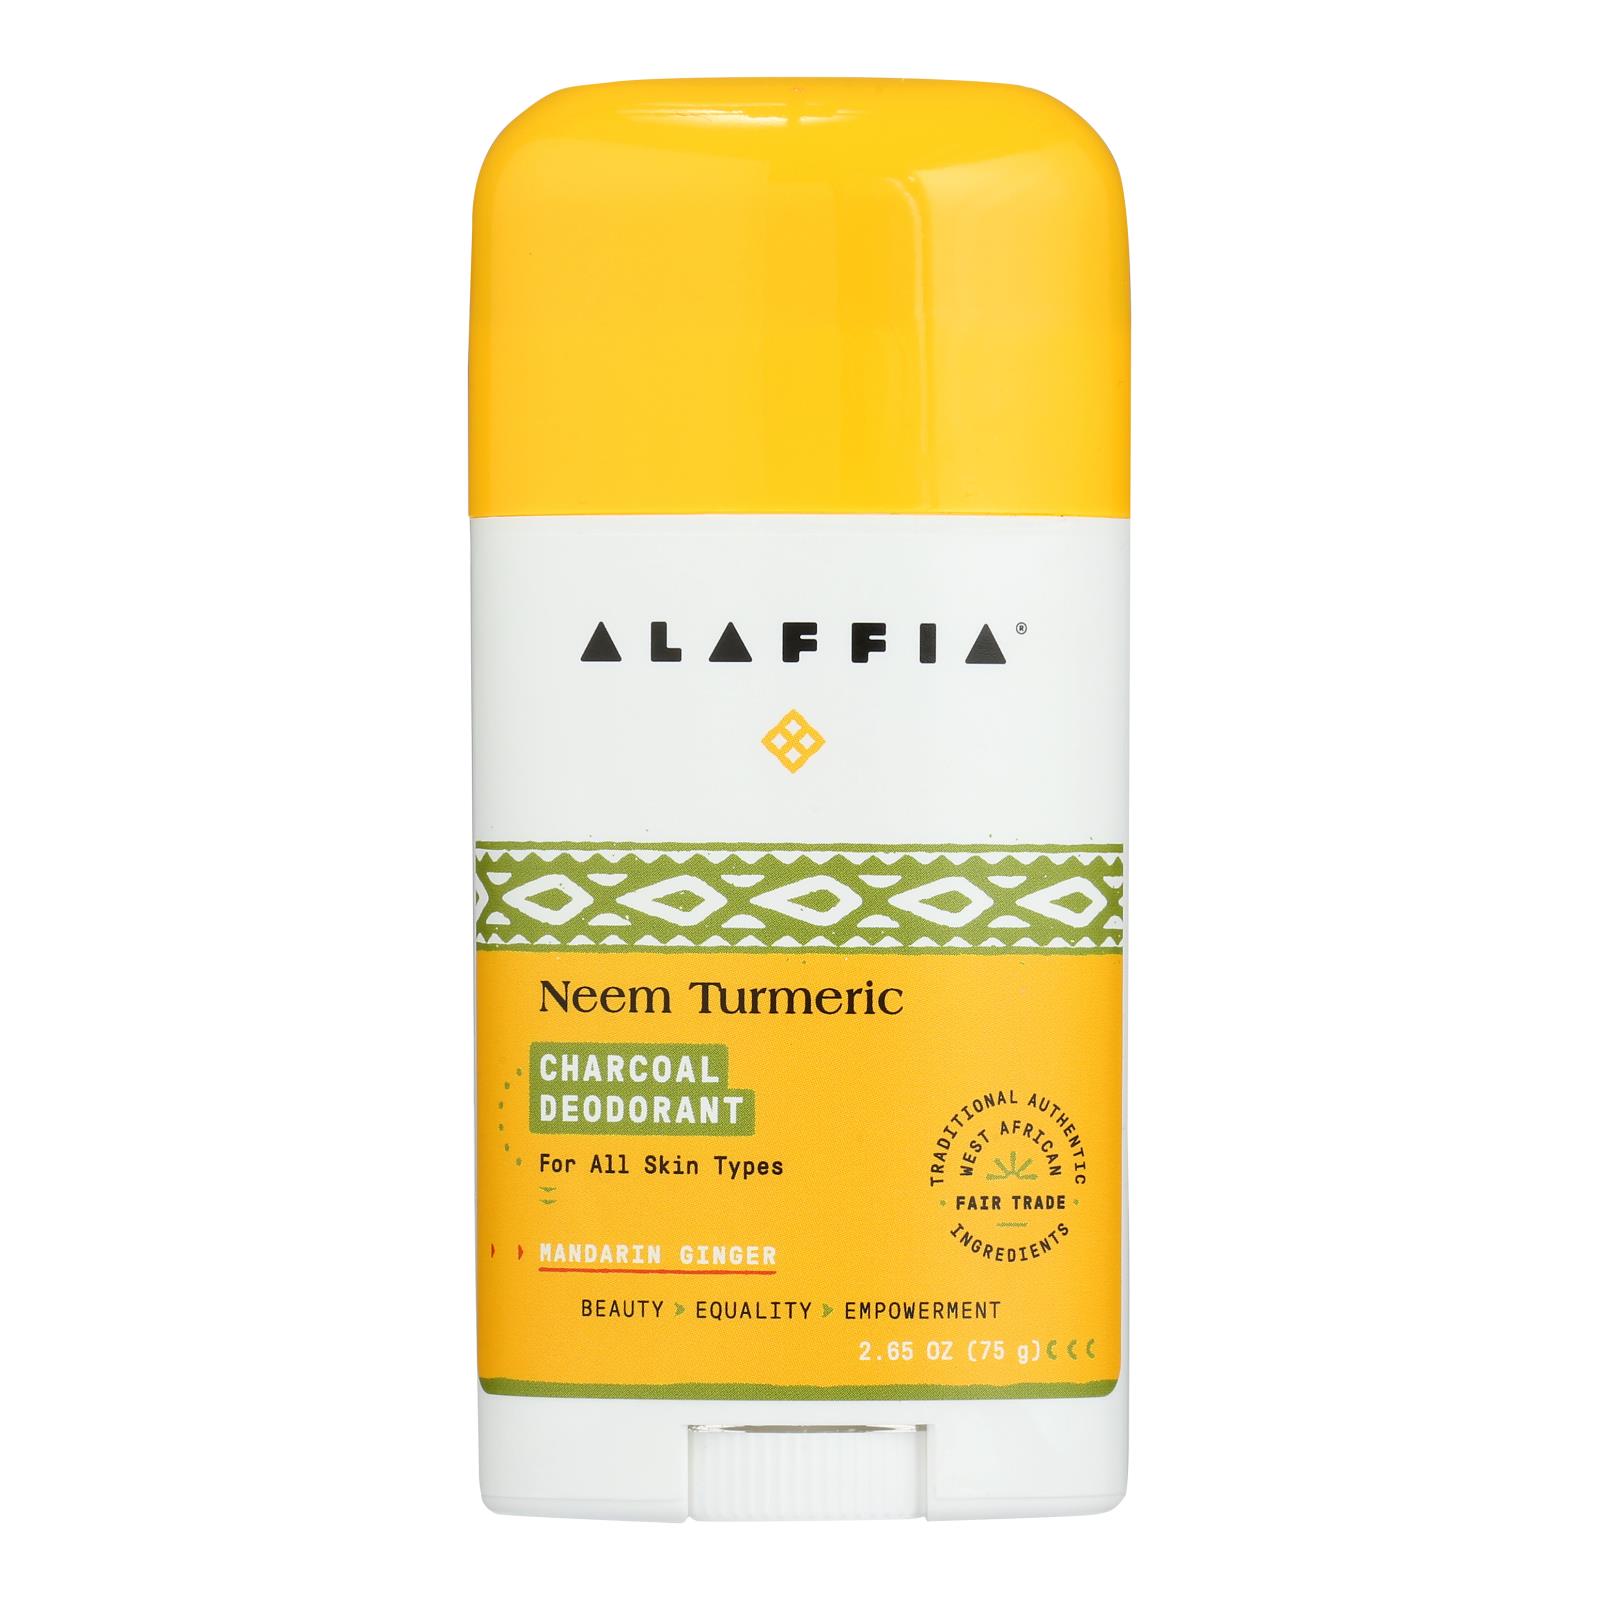 ALAFFIA®
Neem Turmeric
CHARCOAL
DEODORANT
For All Skin Types
TRADITIONAL AUTHENTIC
WEST AFRICAN
FAIR TRADE
INGREDIENTS
MANDARIN GINGER
BEAUTY EQUALITY EMPOWERMENT
2.65 OZ (75 g)